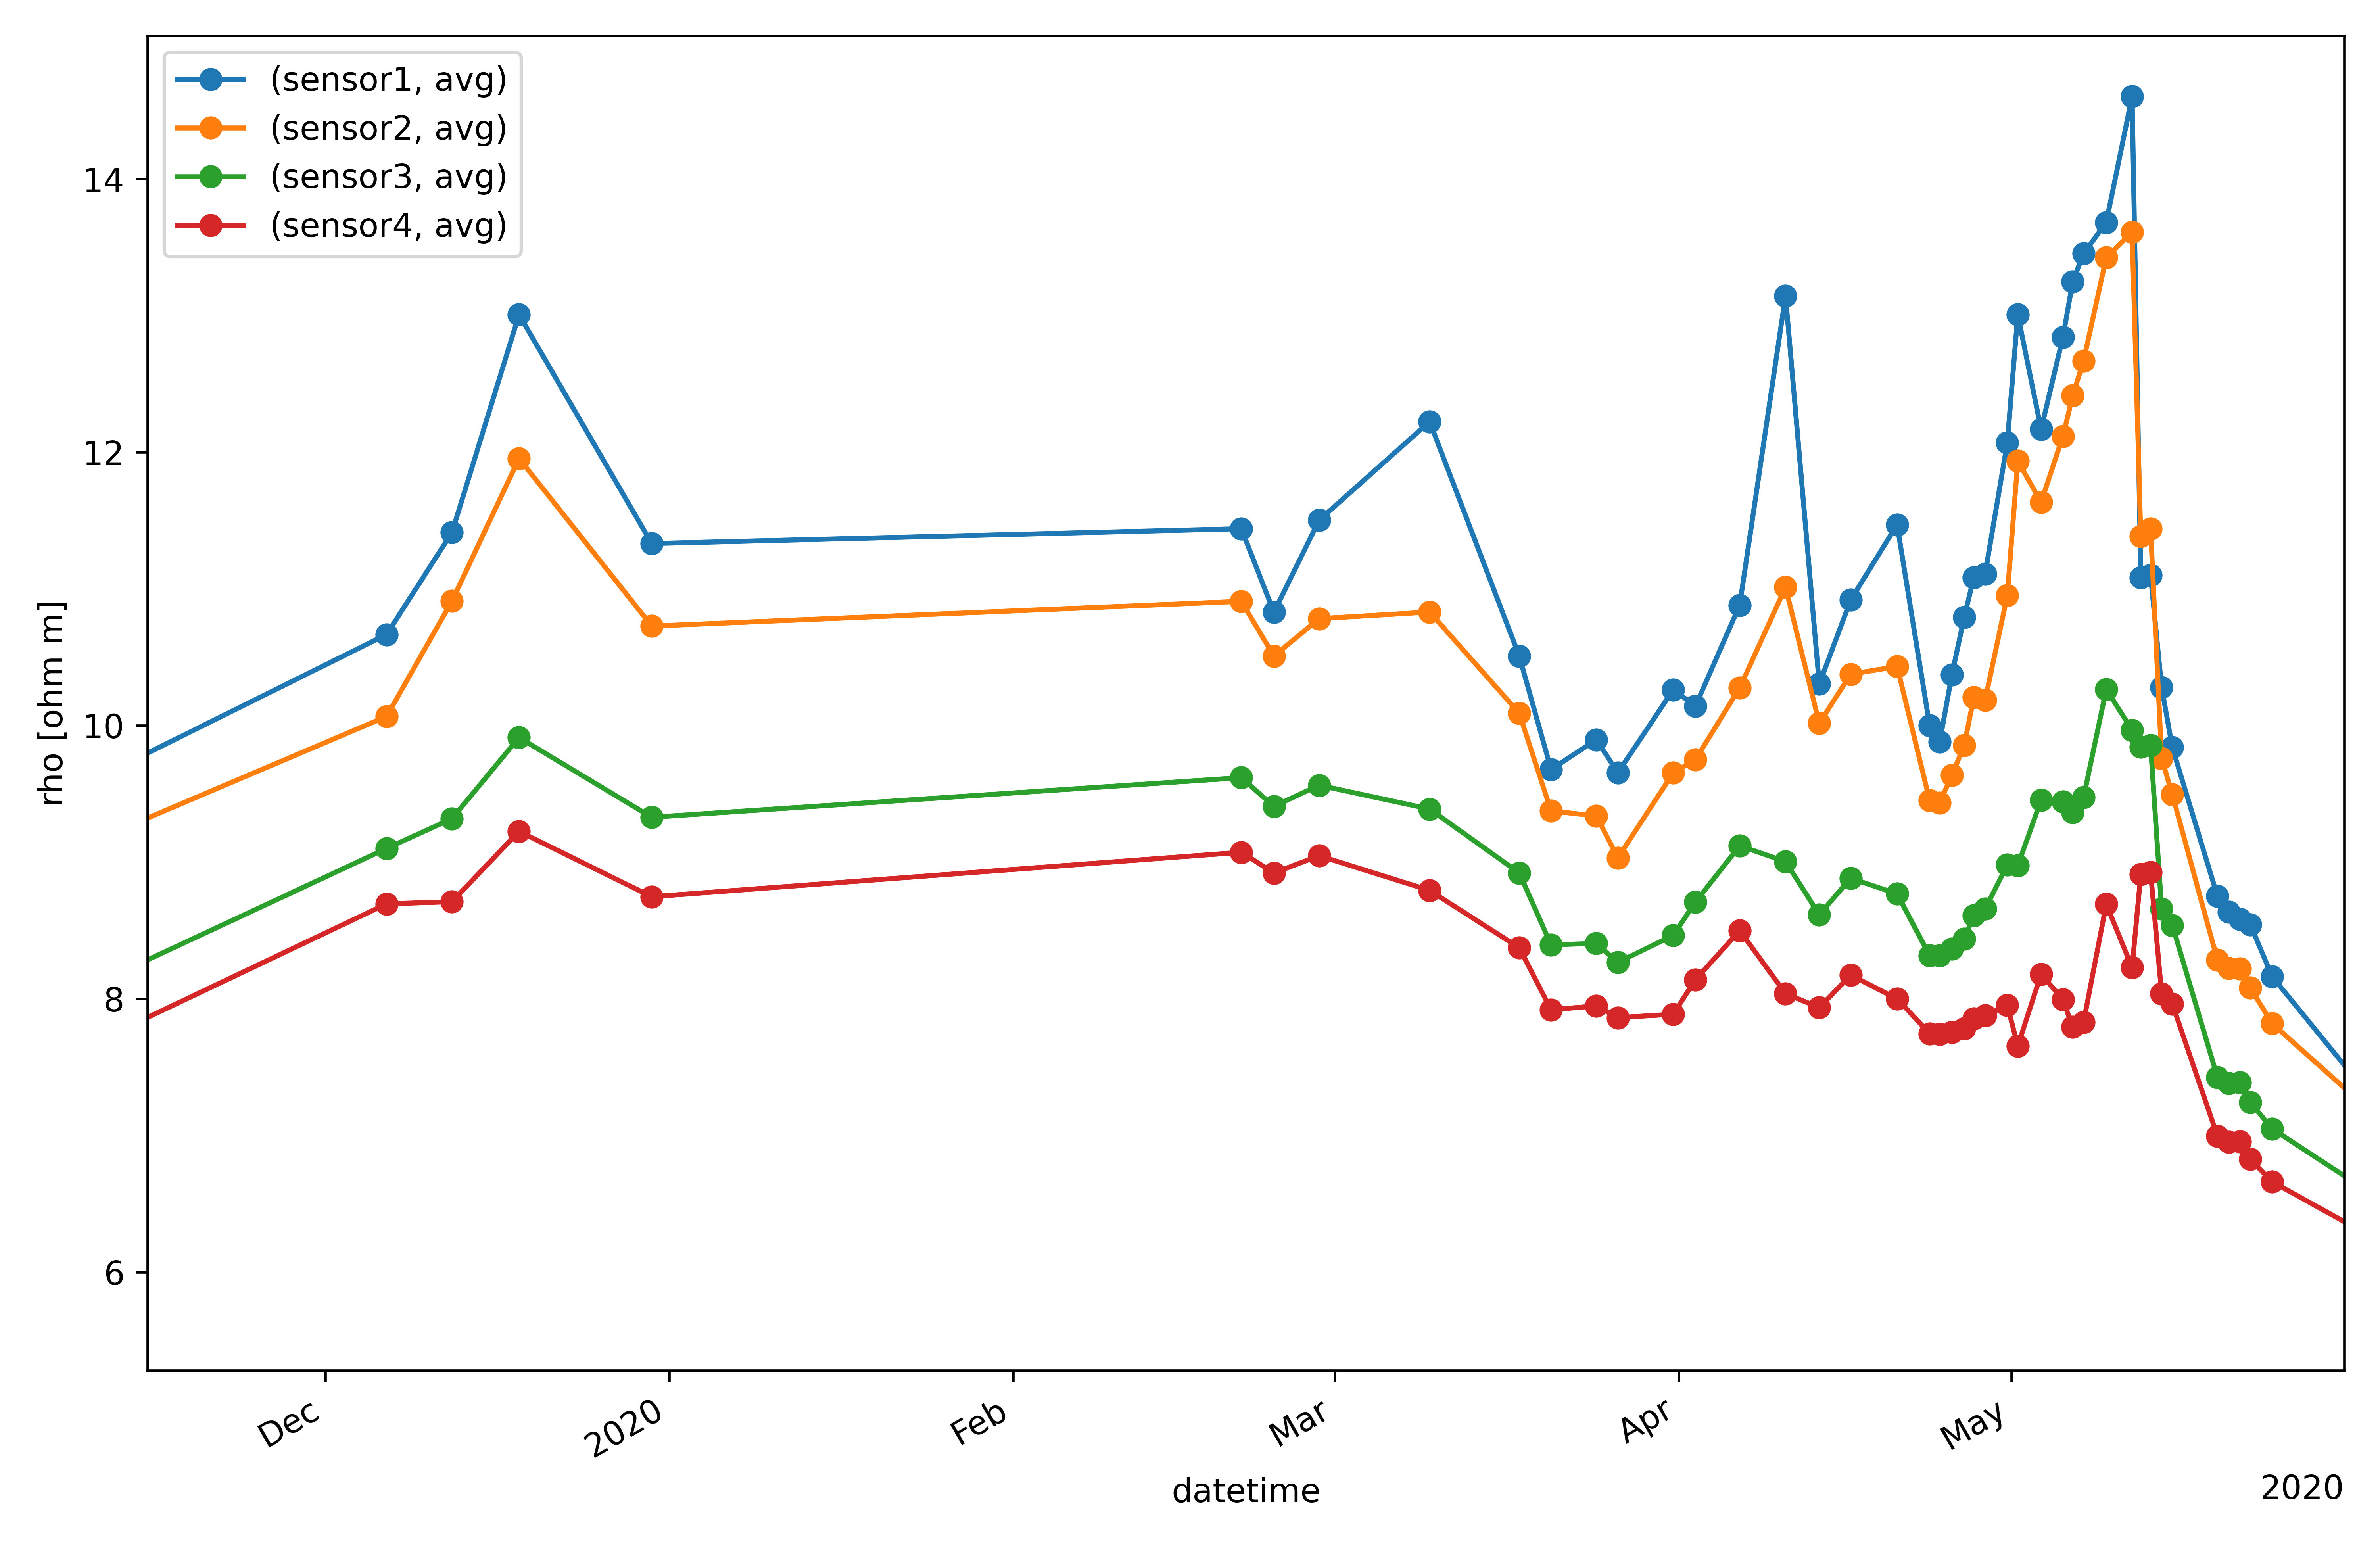 (sensor1, avg)
(sensor2, avg)
(sensor3, avg)
(sensor4, avg)
14
12
10
8
6
rho [ohm m]
Dec
2020
Feb
Mar
Apr
May
datetime
2020